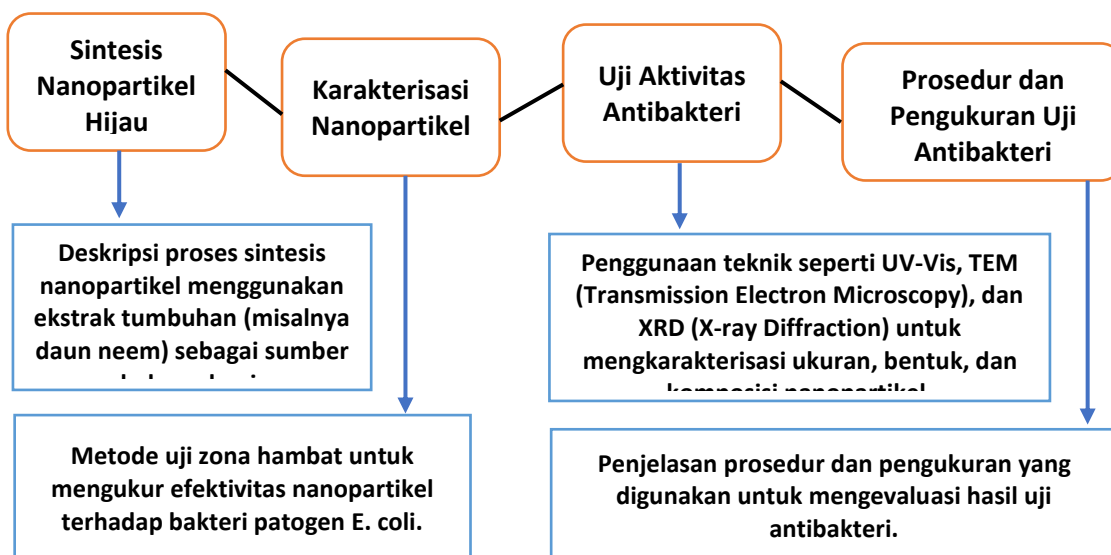 Sintesis
Nanopartikel
Hijau
Karakterisasi
Nanopartikel
Uji Aktivitas
Antibakteri
Prosedur dan
Pengukuran Uji
Antibakteri
Deskripsi proses sintesis
nanopartikel menggunakan
ekstrak tumbuhan (misalnya
daun neem) sebagai sumber
Penggunaan teknik seperti UV-Vis, TEM
(Transmission Electron Microscopy), dan
XRD (X-ray Diffraction) untuk
mengkarakterisasi ukuran, bentuk, dan
komposisi nanopartikel
Metode uji zona hambat untuk
mengukur efektivitas nanopartikel
terhadap bakteri patogen E. coli.
Penjelasan prosedur dan pengukuran yang
digunakan untuk mengevaluasi hasil uji
antibakteri.